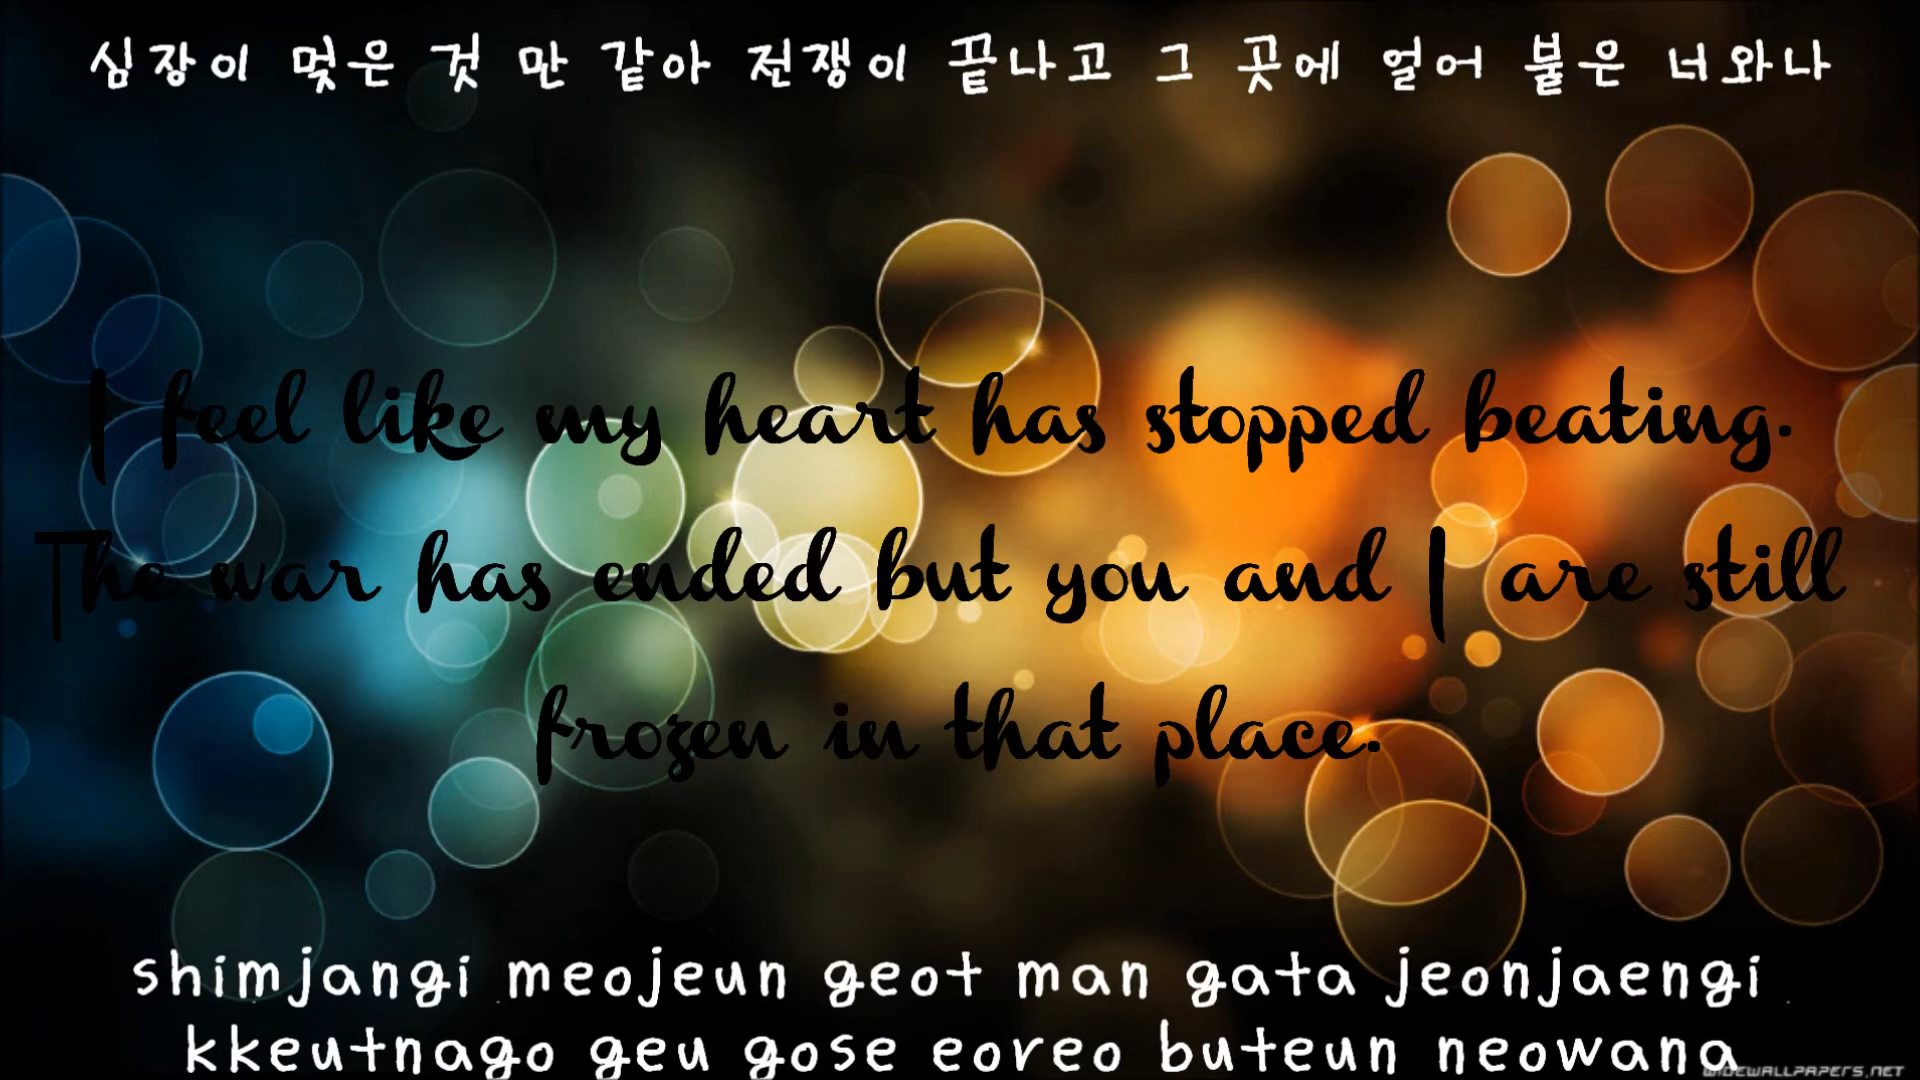 심장이 멎은 것 만 같아 전쟁이 끝나고 그 곳에 얼어 붙은 너와나
I feel like my heart has stopped beating.
The war has ended but you and I are still
frozen in that place.
shimjangi meojeun geot man gata jeonjaengi
kkeutnago geu gose eoreo buteun neowana
WIDEWALLPAPERS.NET